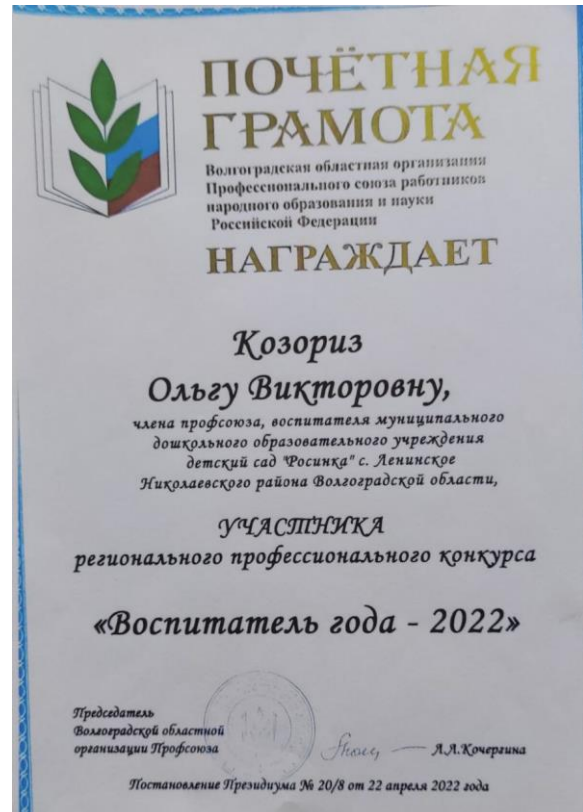 ПОЧЁТНАЯ
ГРАМОТА
Волгоградская областная организация
Профессионального союза работников
народного образования и науки
Российской Федерации
НАГРАЖДАЕТ
Козориз
Ольгу Викторовну,
члена профсоюза, воспитателя муниципального
дошкольного образовательного учреждения
детский сад "Росинка" с. Ленинское
Николаевского района Волгоградской области,
УЧАСТНИКА
регионального профессионального конкурса
«Воспитатель года - 2022»
Председатель
Волгоградской областной
организации Профсоюза Л.Л.Кочергина
Постановление Президиума № 20/8 от 22 апреля 2022 года